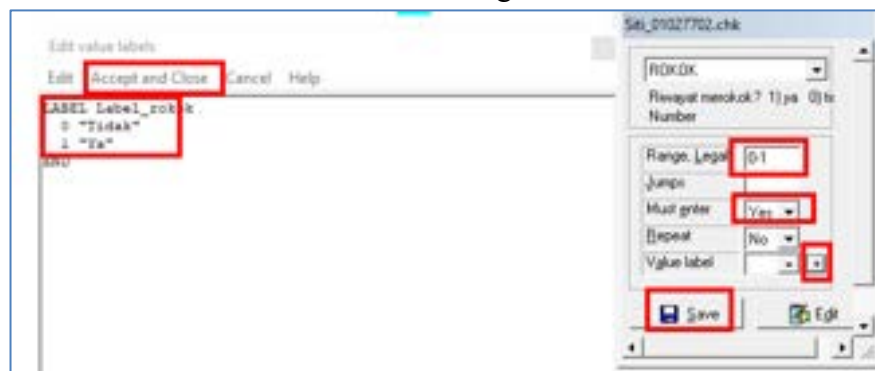 Edit value labels
Edit Accept and Close Cancel Help
LABEL Label_rokok
0 "Tidak"
1 "Ya"
END
Siti_01027702.chk
ROKOK
Riwayat merokok? 1) ya 0) ti
Number
Range, Legal 0-1
Jumps
Must enter Yes
Repeat No
Value label +
Save Edit